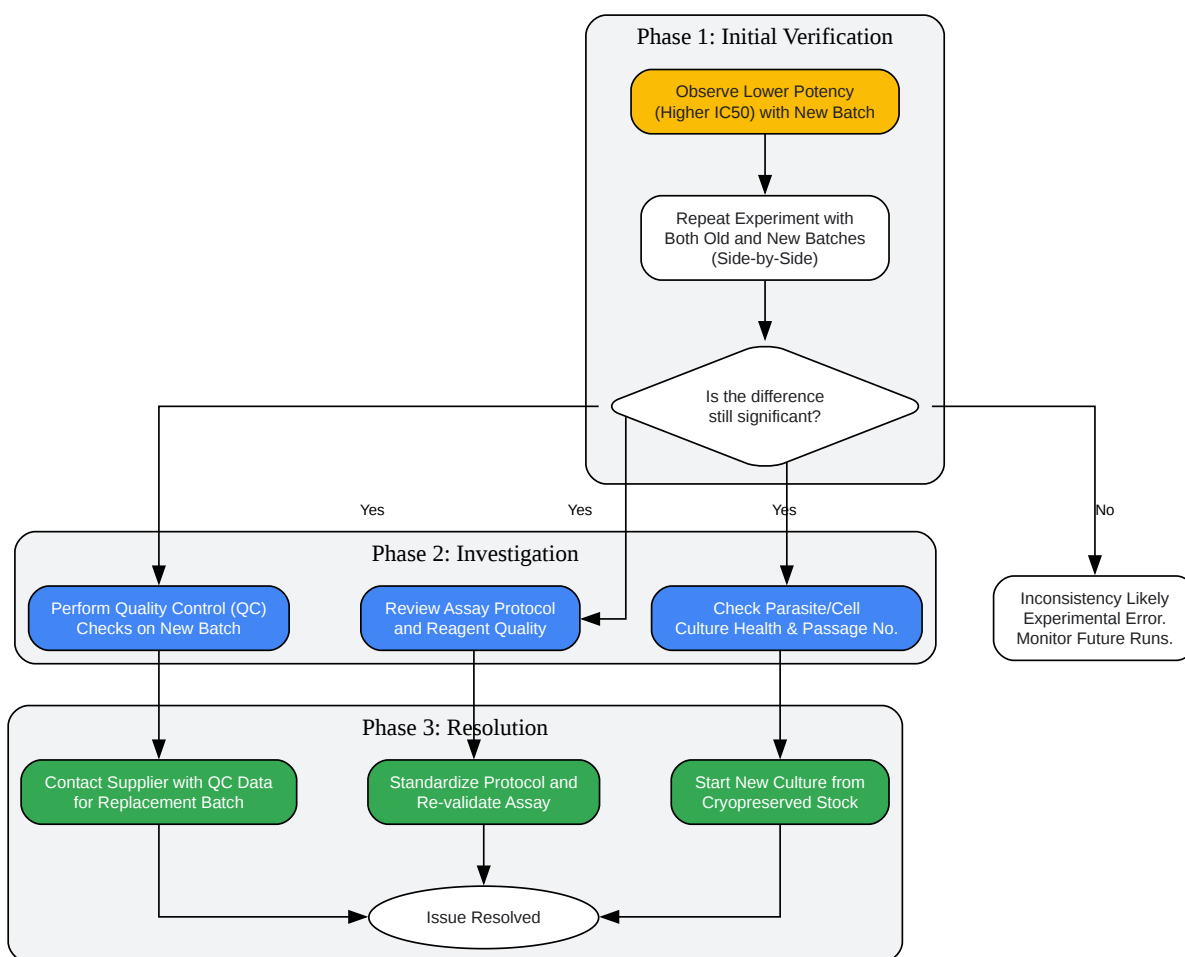 Phase 1: Initial Verification
Observe Lower Potency
(Higher IC50) with New Batch
Repeat Experiment with
Both Old and New Batches
(Side-by-Side)
Is the difference
still significant?
Yes
Yes
Yes
No
Phase 2: Investigation
Perform Quality Control (QC)
Checks on New Batch
Review Assay Protocol
and Reagent Quality
Check Parasite/Cell
Culture Health & Passage No.
Inconsistency Likely
Experimental Error.
Monitor Future Runs.
Phase 3: Resolution
Contact Supplier with QC Data
for Replacement Batch
Standardize Protocol and
Re-validate Assay
Start New Culture from
Cryopreserved Stock
Issue Resolved